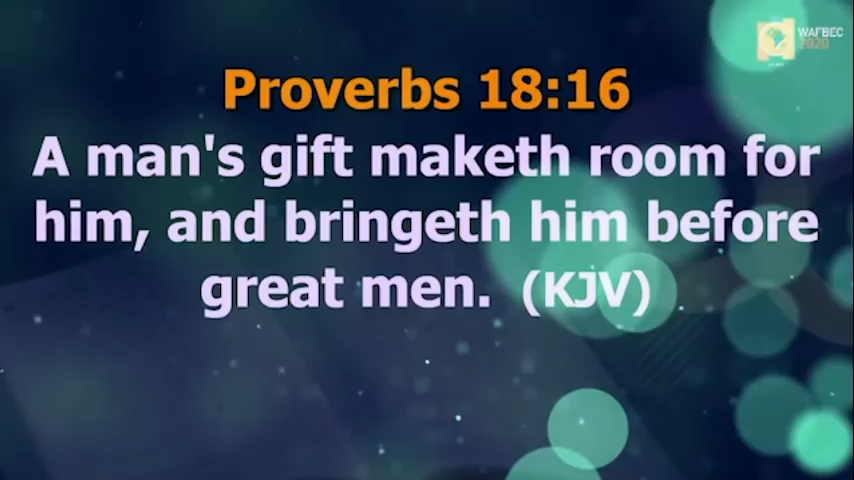 WAFBEC
2020
Proverbs 18:16
A man's gift maketh room for
him, and bringeth him before
great men. (KJV)